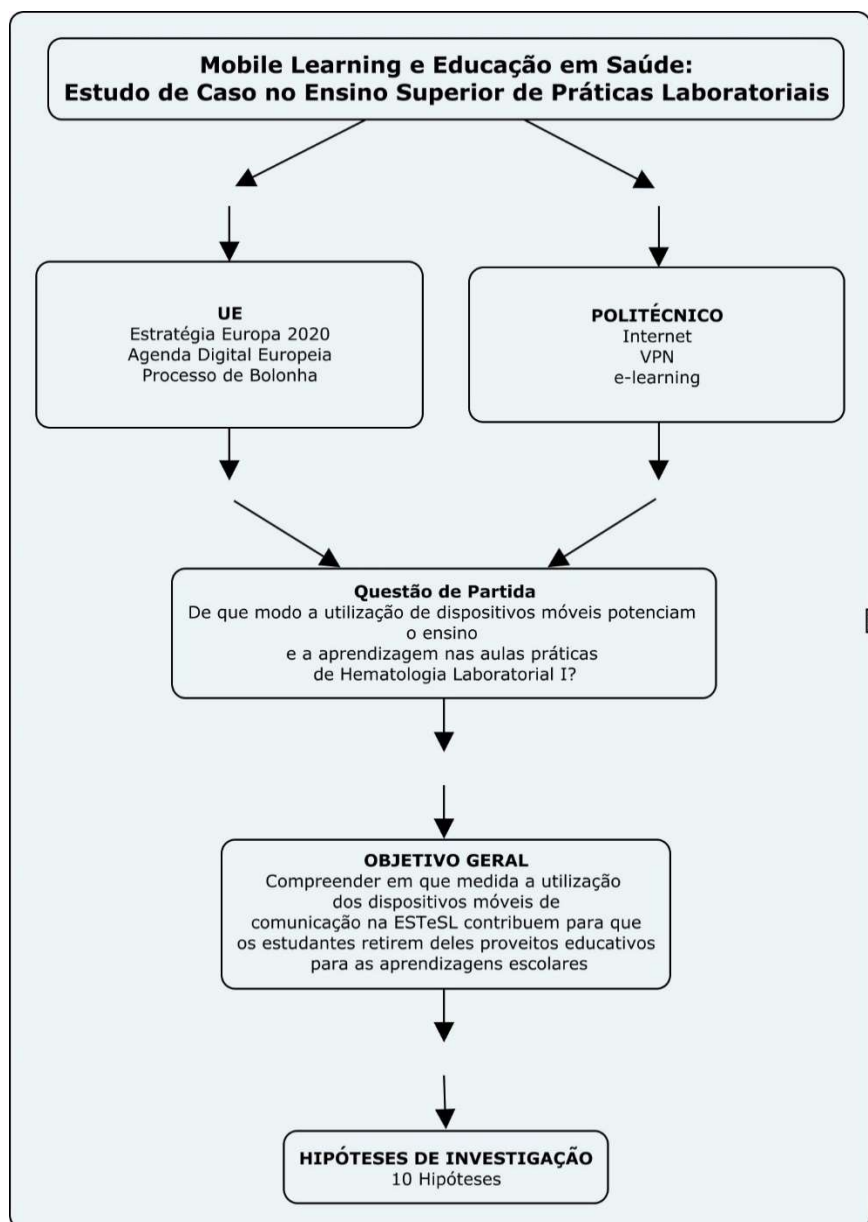 Mobile Learning e Educação em Saúde:
Estudo de Caso no Ensino Superior de Práticas Laboratoriais
UE
Estratégia Europa 2020
Agenda Digital Europeia
Processo de Bolonha
POLITÉCNICO
Internet
VPN
e-learning
Questão de Partida
De que modo a utilização de dispositivos móveis potenciam
o ensino
e a aprendizagem nas aulas práticas
de Hematologia Laboratorial I?
OBJETIVO GERAL
Compreender em que medida a utilização
dos dispositivos móveis de
comunicação na ESTeSL contribuem para que
os estudantes retirem deles proveitos educativos
para as aprendizagens escolares
HIPÓTESES DE INVESTIGAÇÃO
10 Hipóteses